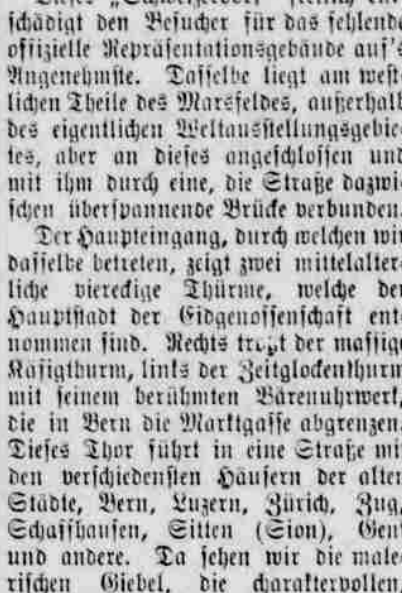 schädigt den Besucher für das fehlende
offizielle Repräsentationsgebäude auf's
Angenehmste. Dasselbe liegt am west-
lichen Theile des Marsfeldes, außerhalb
des eigentlichen Weltausstellungsgebie-
tes, aber an dieses angeschlossen und
mit ihm durch eine, die Straße dazwi-
schen überspannende Brücke verbunden.
Der Haupteingang, durch welchen wir
dasselbe betreten, zeigt zwei mittelalter-
liche viereckige Thürme, welche der
Hauptstadt der Eidgenossenschaft ent-
nommen sind. Rechts trotzt der massige
Käfigthurm, links der Zeitglockenthurm
mit seinem berühmten Bärenuhrwerk,
die in Bern die Marktgasse abgrenzen.
Dieses Thor führt in eine Straße mit
den verschiedensten Häusern der alten
Städte, Bern, Luzern, Zürich, Zug,
Schaffhausen, Sitten (Sion), Genf
und andere. Da sehen wir die male-
rischen Giebel, die charaktervollen,